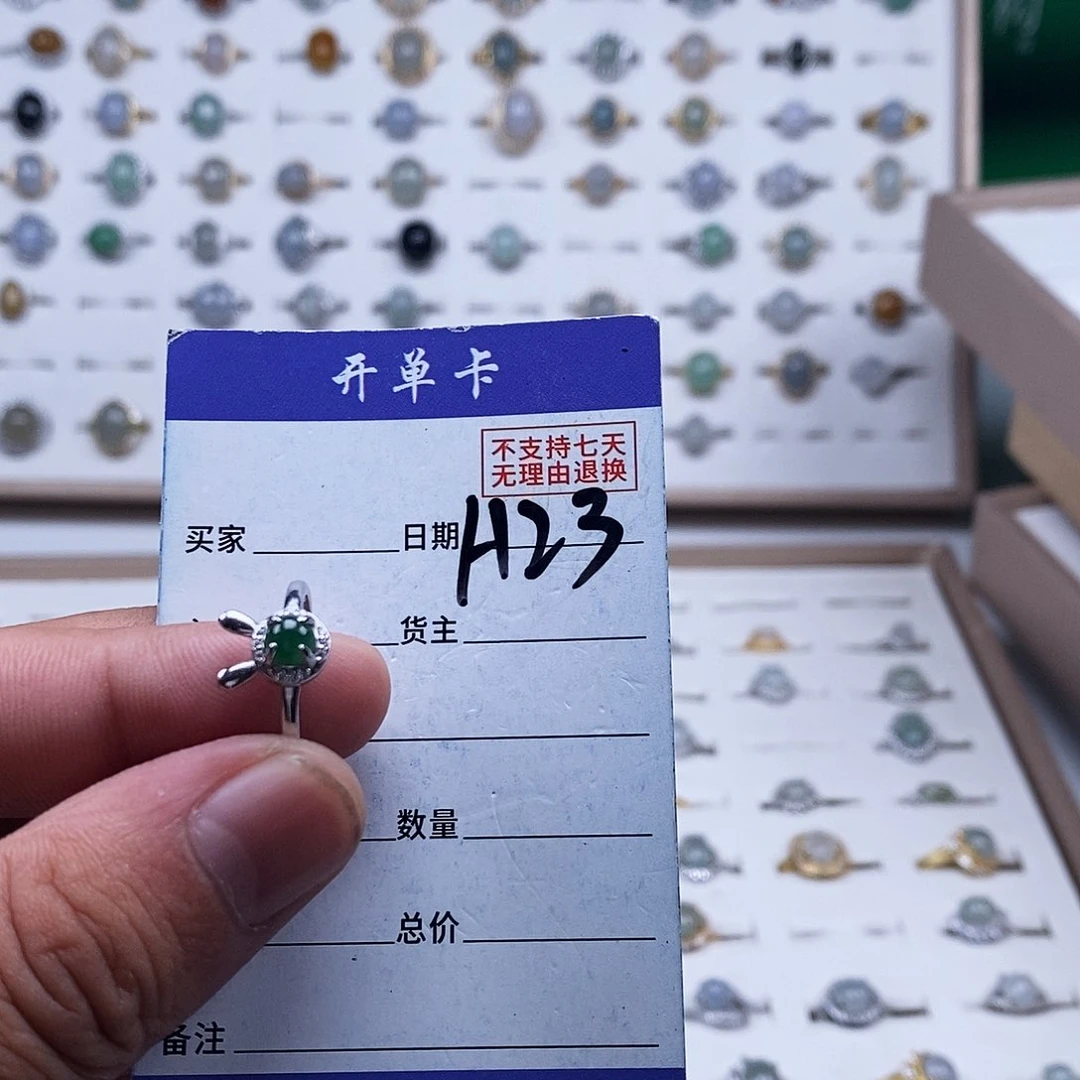 开单卡
不支持七天
无理由退换
买家 日期 H23
货主
数量
总价
备注